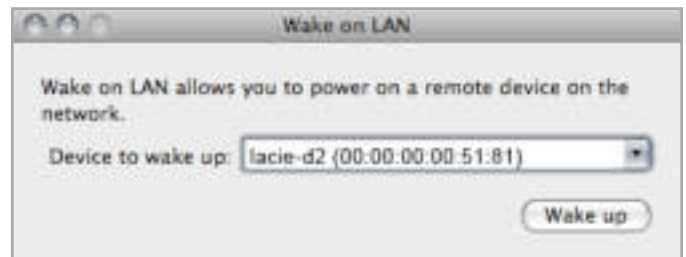 Wake on LAN
Wake on LAN allows you to power on a remote device on the
network.
Device to wake up: lacie-d2 (00:00:00:00:51:81)
Wake up